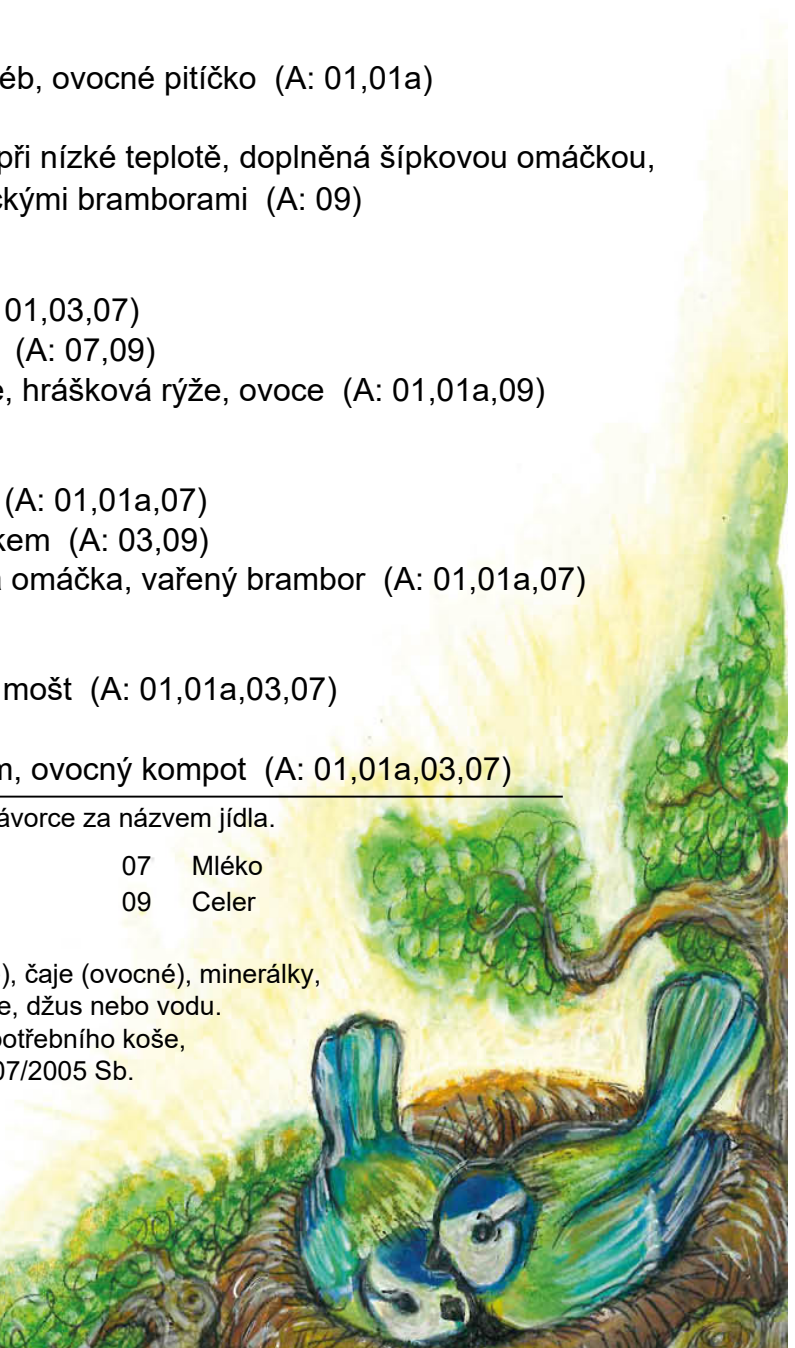 éb, ovocné pitíčko (A: 01,01a)
při nízké teplotě, doplněná šípkovou omáčkou,
ckými bramborami (A: 09)
01,03,07)
(A: 07,09)
e, hrášková rýže, ovoce (A: 01,01a,09)
(A: 01,01a,07)
kem (A: 03,09)
á omáčka, vařený brambor (A: 01,01a,07)
mošt (A: 01,01a,03,07)
m, ovocný kompot (A: 01,01a,03,07)
ávorce za názvem jídla.
07 Mléko
09 Celer
), čaje (ovocné), minerálky,
e, džus nebo vodu.
potřebního koše,
07/2005 Sb.